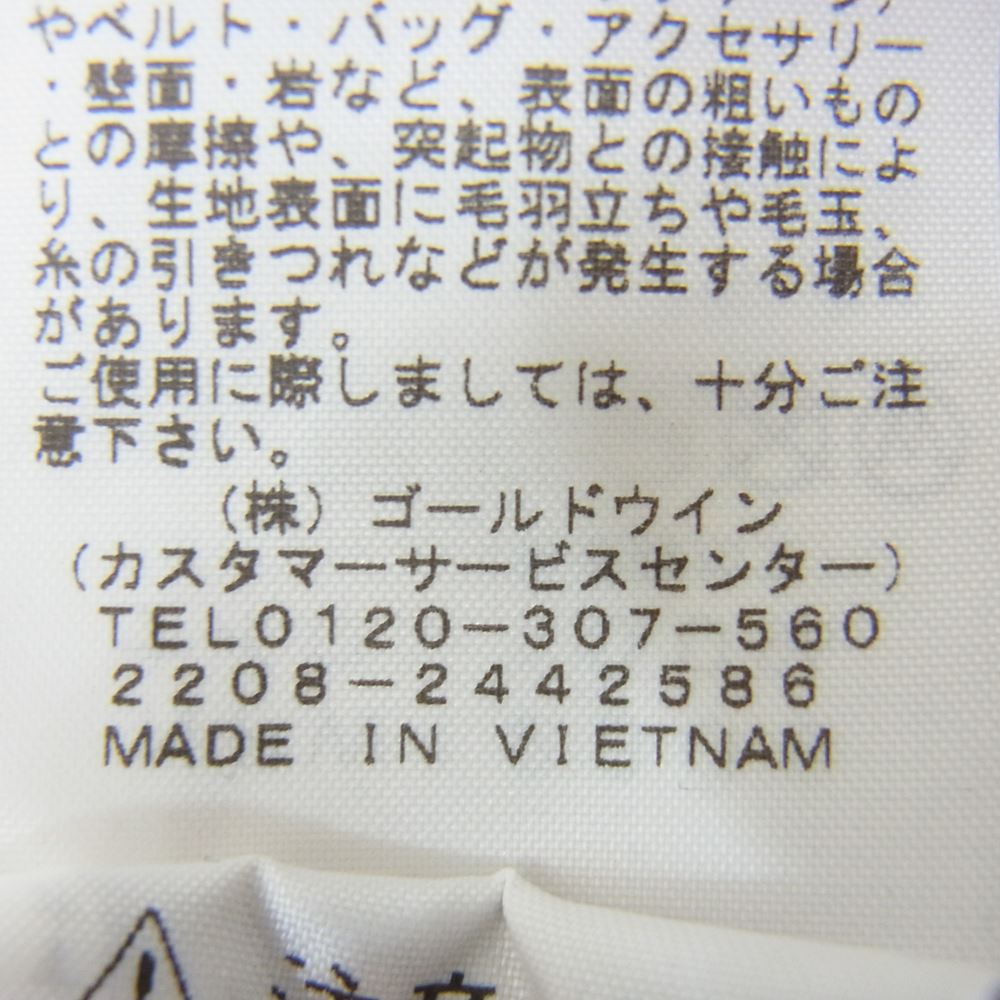 やベルト・バッグ・アクセサリー
・壁面・岩など、表面の粗いもの
との摩擦や、突起物との接触によ
り、生地表面に毛羽立ちや毛玉、
糸の引きつれなどが発生する場合
があります。
ご使用に際しましては、十分ご注
意下さい。
(株)ゴールドウイン
(カスタマーサービスセンター)
TEL0120-307-560
2208-2442586
MADE IN VIETNAM
注意